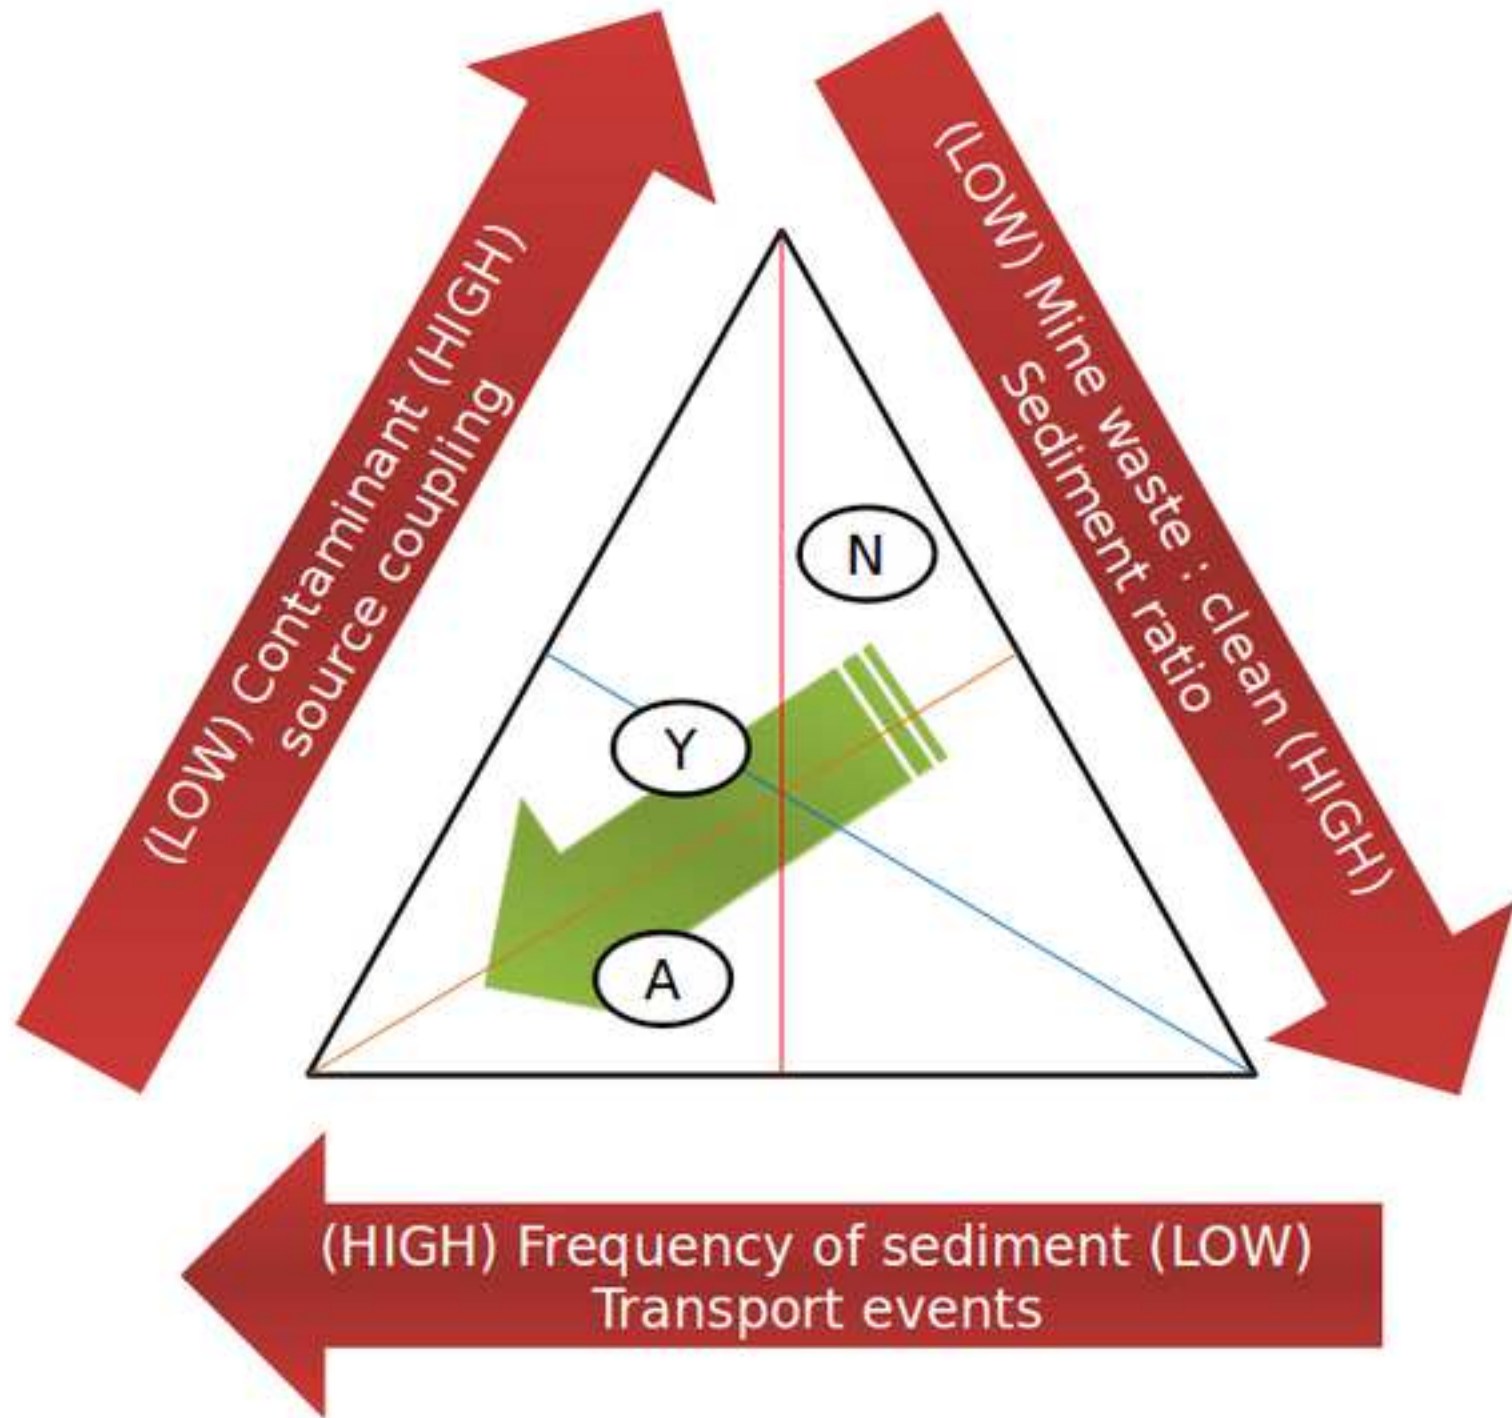 (LOW) Contaminant (HIGH)
source coupling
(LOW) Mine waste : clean (HIGH)
Sediment ratio
N
Y
A
(HIGH) Frequency of sediment (LOW)
Transport events